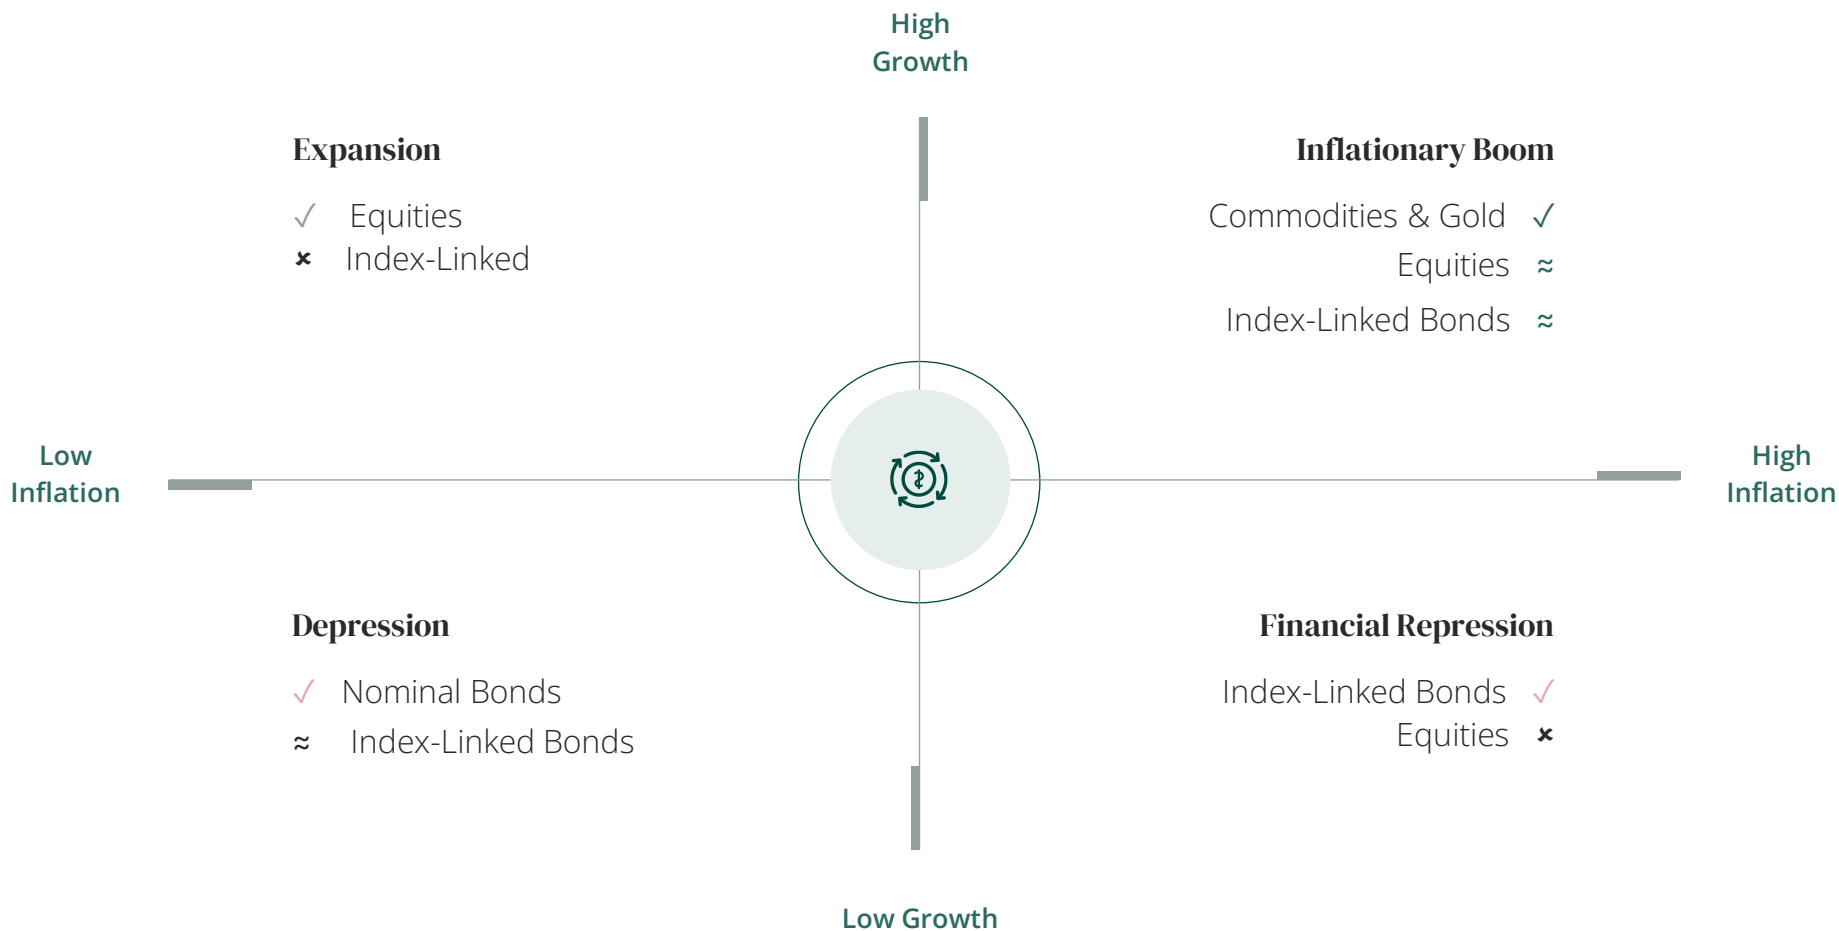 High
Growth
Expansion
✓ Equities
✘ Index-Linked
Inflationary Boom
Commodities & Gold ✓
Equities ≈
Index-Linked Bonds ≈
Low
Inflation
$
High
Inflation
Depression
✓ Nominal Bonds
≈ Index-Linked Bonds
Financial Repression
Index-Linked Bonds ✓
Equities ✘
Low Growth